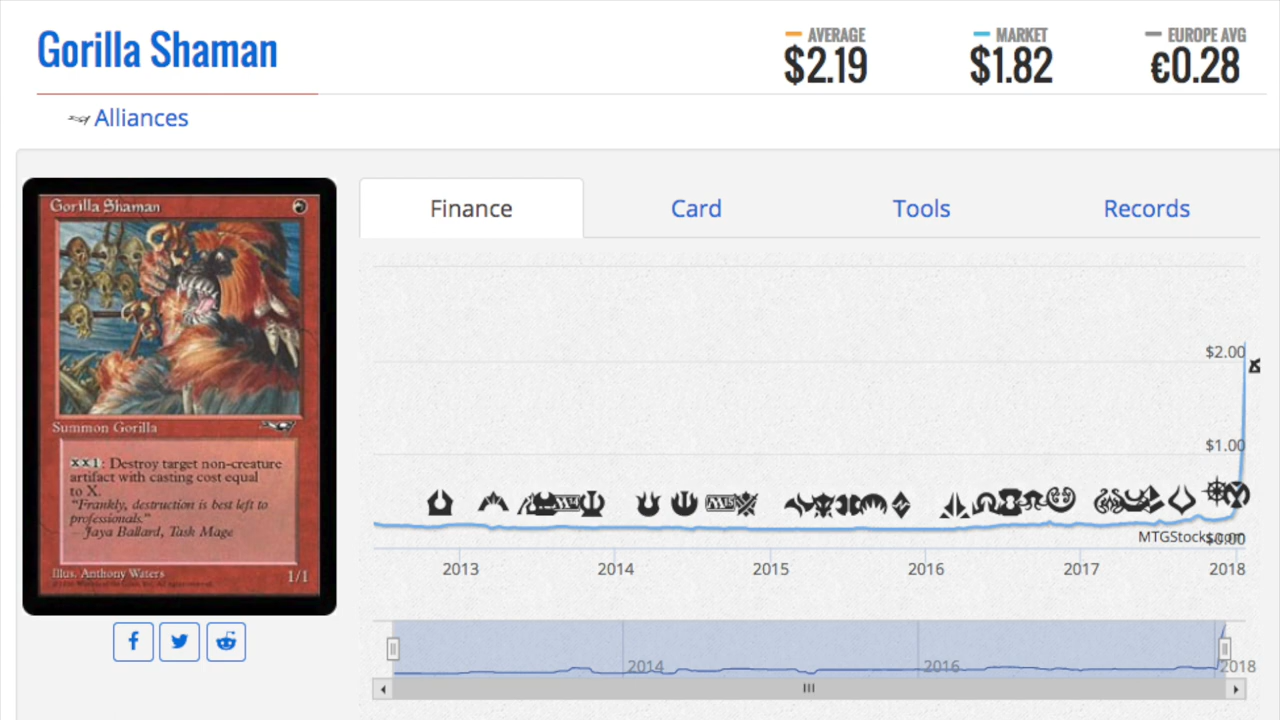 Gorilla Shaman
AVERAGE
$2.19
MARKET
$1.82
EUROPE AVG
€0.28
Alliances
Finance
Card
Tools
Records
Gorilla Shaman
Summon Gorilla
XX1: Destroy target non-creature
artifact with casting cost equal
to X.
"Frankly, destruction is best left to
professionals."
—Jaya Ballard, Task Mage
Illus. Anthony Waters
1/1
$2.00
$1.00
$0.00
MTGStocks.com
2013
2014
2015
2016
2017
2018
2014
2016
2018